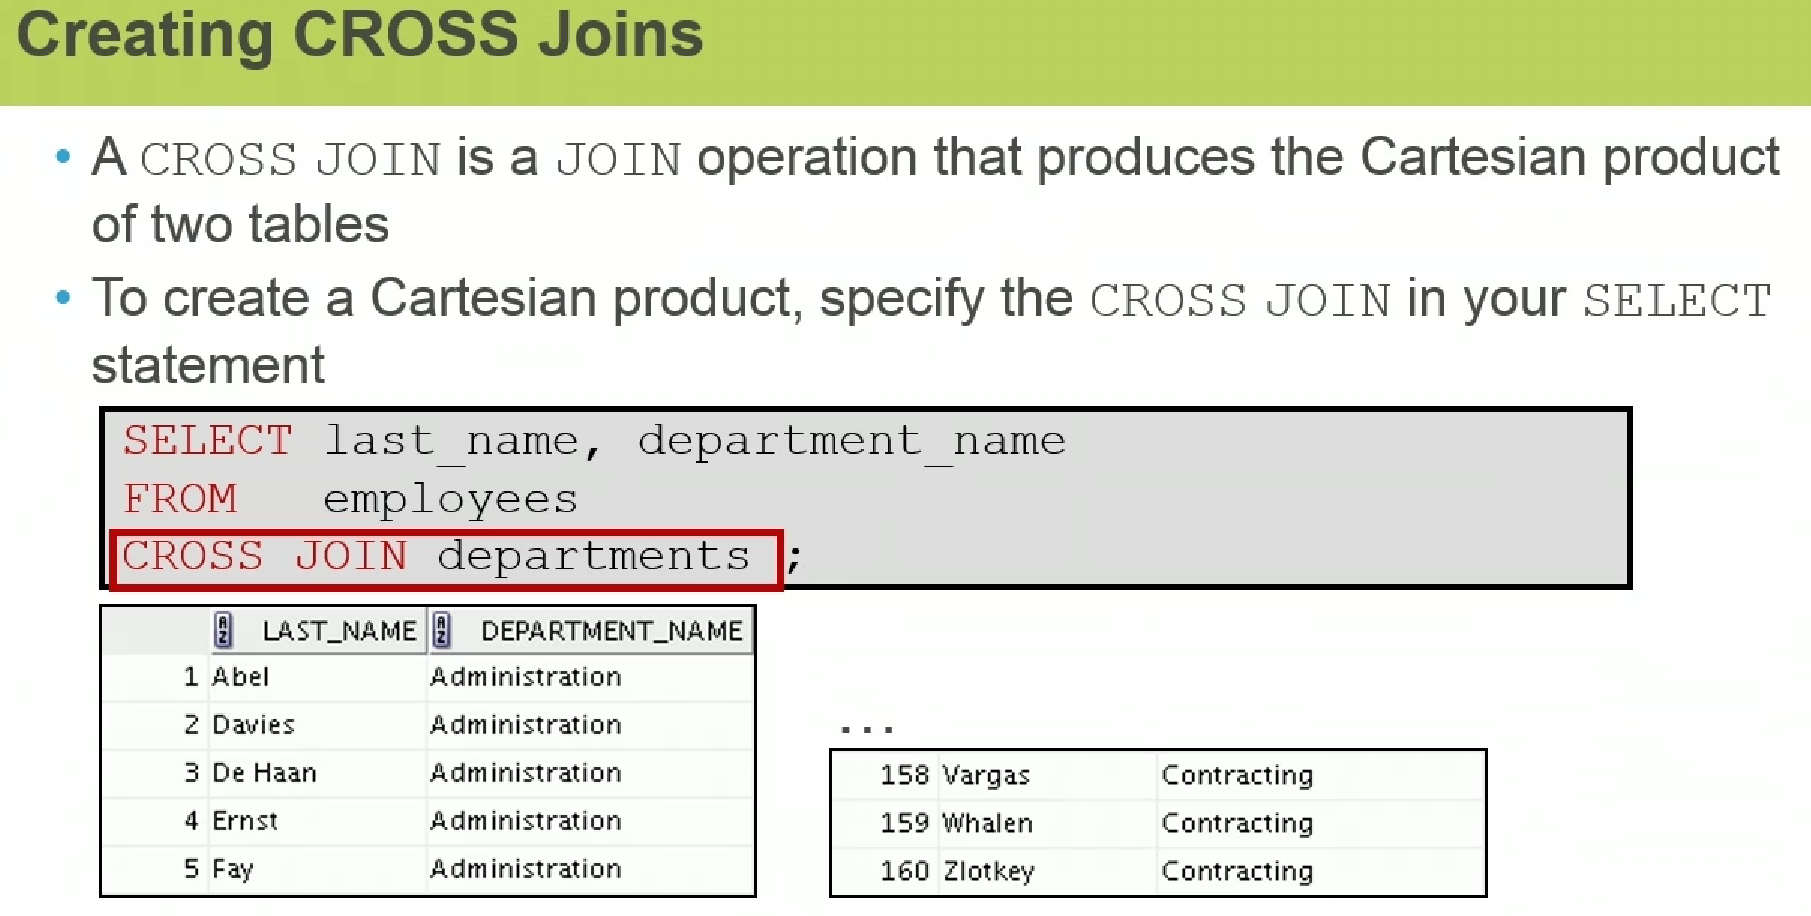 Creating CROSS Joins
• A CROSS JOIN is a JOIN operation that produces the Cartesian product
of two tables
• To create a Cartesian product, specify the CROSS JOIN in your SELECT
statement
SELECT last_name, department_name
FROM employees
CROSS JOIN departments ;
LAST_NAME DEPARTMENT_NAME
1 Abel Administration
2 Davies Administration
3 De Haan Administration
4 Ernst Administration
5 Fay Administration
...
158 Vargas Contracting
159 Whalen Contracting
160 Zlotkey Contracting